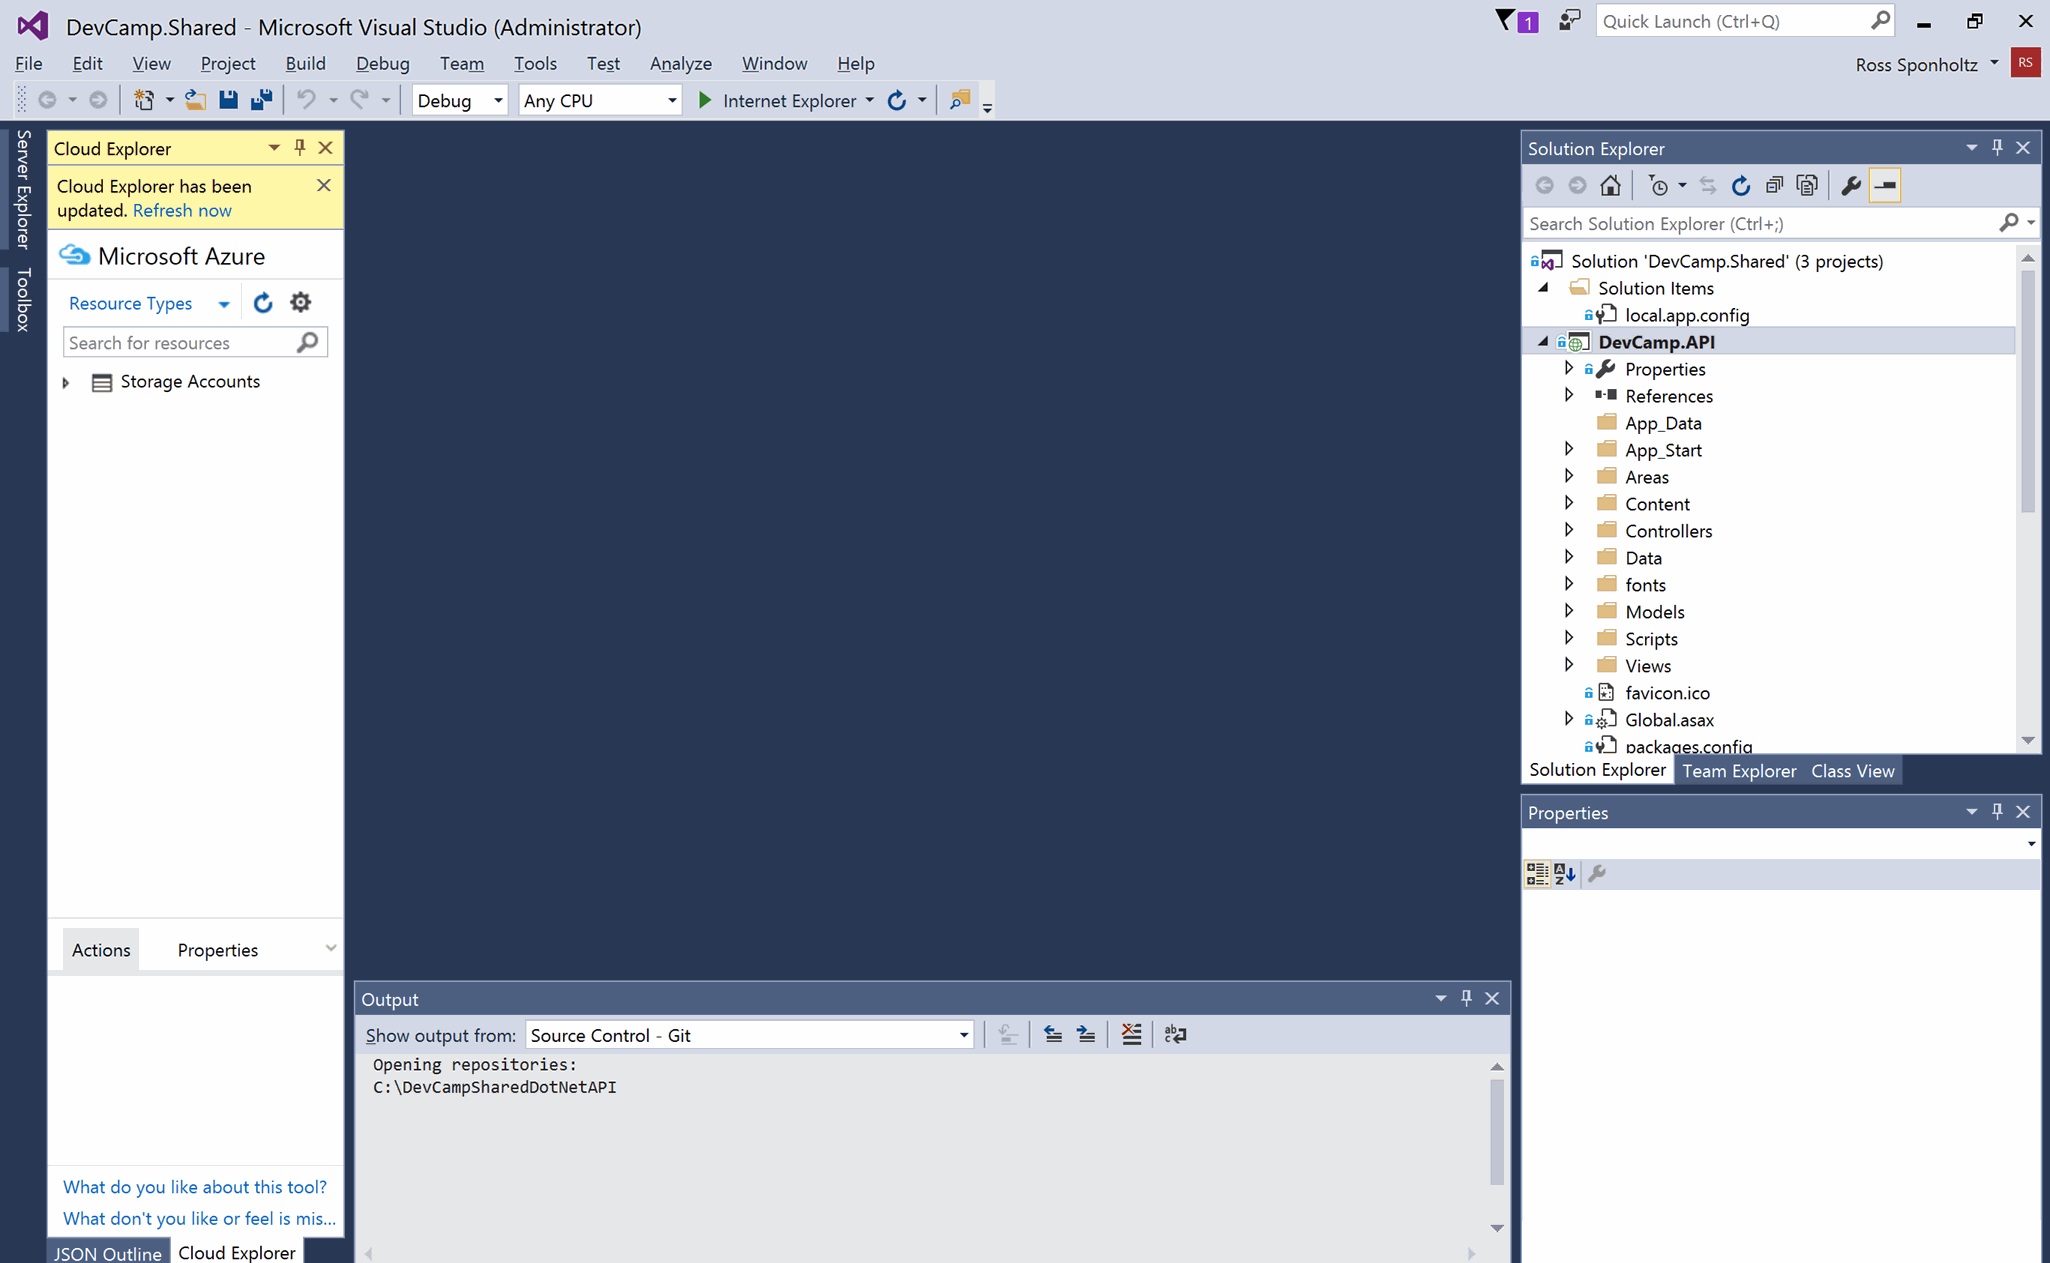 DevCamp.Shared - Microsoft Visual Studio (Administrator)
1
Quick Launch (Ctrl+Q)
File Edit View Project Build Debug Team Tools Test Analyze Window Help
Ross Sponholtz
RS
Debug
Any CPU
Internet Explorer
Server Explorer
Toolbox
Cloud Explorer
Cloud Explorer has been
updated. Refresh now
Microsoft Azure
Resource Types
Search for resources
Storage Accounts
Actions
Properties
What do you like about this tool?
What don't you like or feel is mis...
JSON Outline
Cloud Explorer
Output
Show output from: Source Control - Git
Opening repositories:
C:\DevCampSharedDotNetAPI
Solution Explorer
Search Solution Explorer (Ctrl+;)
Solution 'DevCamp.Shared' (3 projects)
Solution Items
local.app.config
DevCamp.API
Properties
References
App_Data
App_Start
Areas
Content
Controllers
Data
fonts
Models
Scripts
Views
favicon.ico
Global.asax
packages.config
Solution Explorer
Team Explorer
Class View
Properties